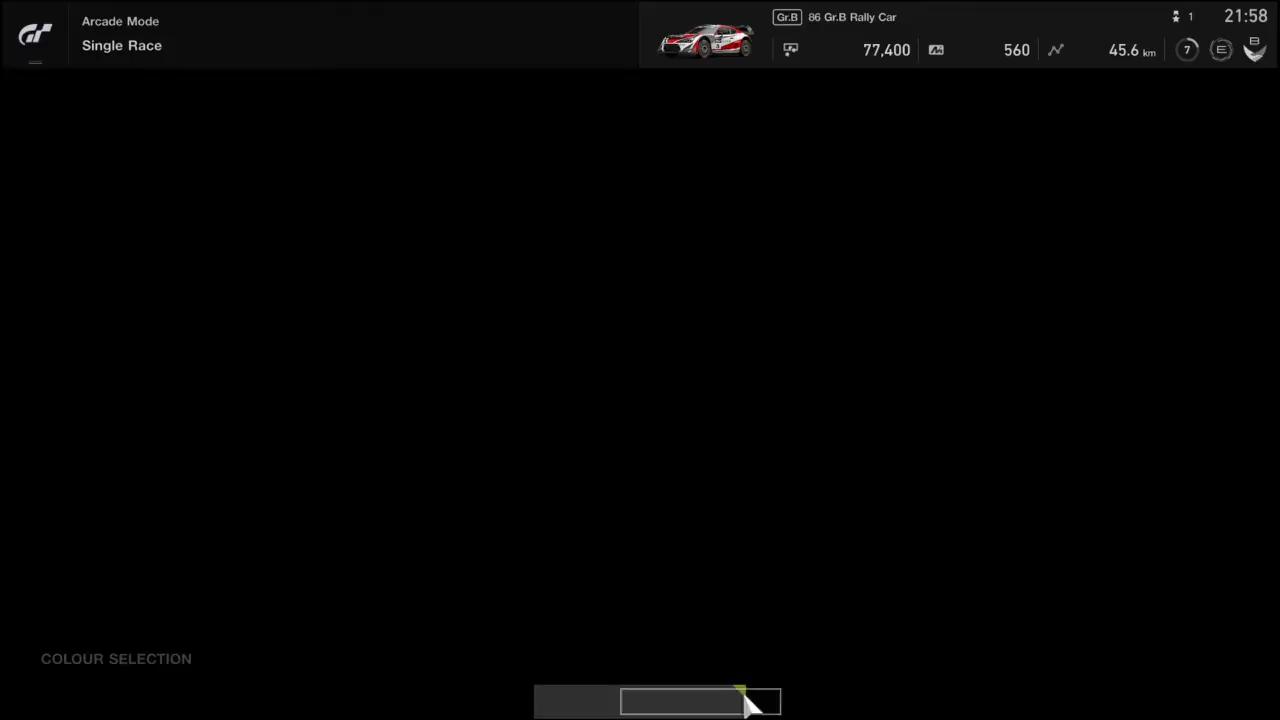 Arcade Mode
Single Race
Gr.B 86 Gr.B Rally Car
1
21:58
77,400
560
45.6 km
7
E
B
COLOUR SELECTION